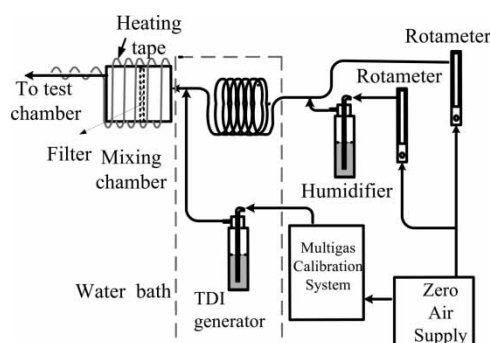 Heating
tape
Rotameter
Rotameter
To test
chamber
Filter
Mixing
chamber
Humidifier
Water bath
TDI
generator
Multigas
Calibration
System
Zero
Air
Supply